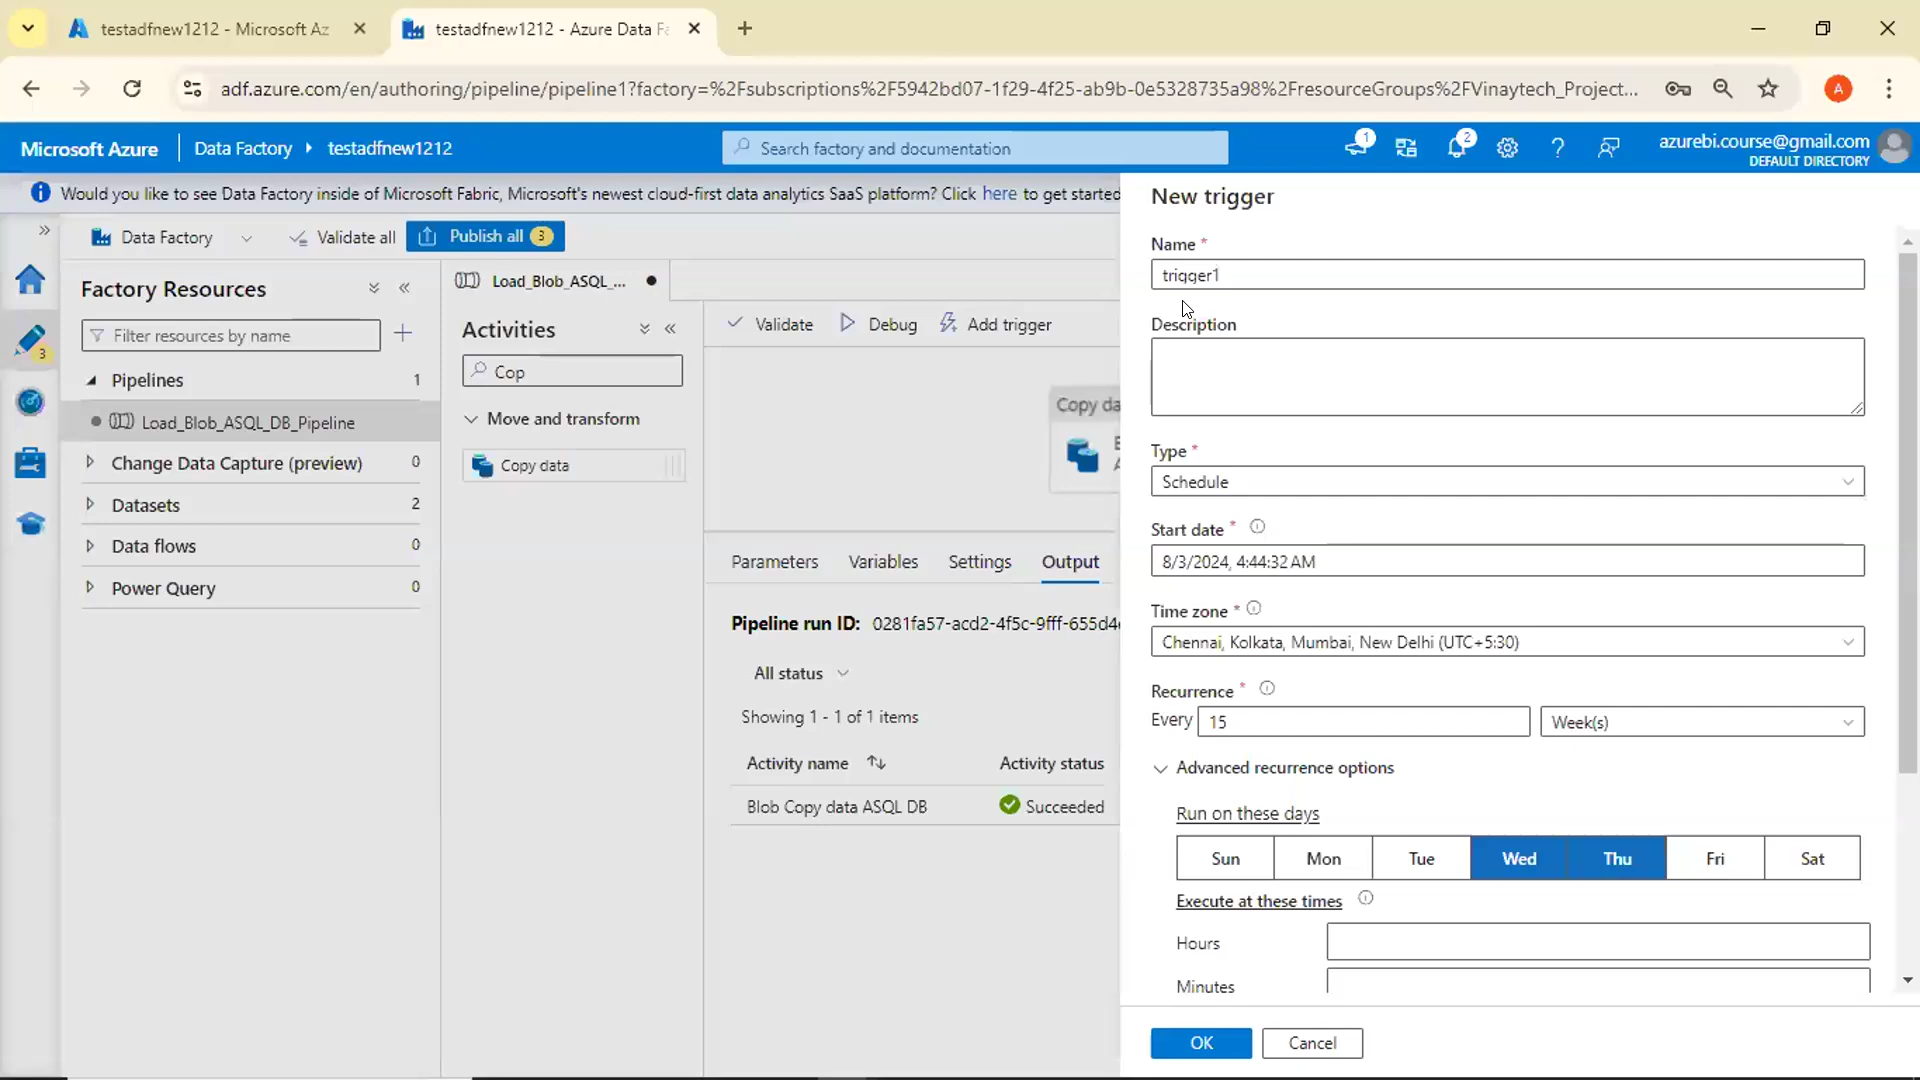 testadfnew1212 - Microsoft Az
testadfnew1212 - Azure Data F
adf.azure.com/en/authoring/pipeline/pipeline1?factory=%2Fsubscriptions%2F5942bd07-1f29-4f25-ab9b-0e5328735a98%2FresourceGroups%2FVinaytech_Project...
A
Microsoft Azure
Data Factory
testadfnew1212
Search factory and documentation
1
2
azurebi.course@gmail.com
DEFAULT DIRECTORY
Would you like to see Data Factory inside of Microsoft Fabric, Microsoft's newest cloud-first data analytics SaaS platform? Click here to get started
Data Factory
Validate all
Publish all 3
3
Factory Resources
Filter resources by name
Pipelines 1
Load_Blob_ASQL_DB_Pipeline
Change Data Capture (preview) 0
Datasets 2
Data flows 0
Power Query 0
Load_Blob_ASQL_...
Activities
Cop
Move and transform
Copy data
Validate
Debug
Add trigger
Copy da
Parameters
Variables
Settings
Output
Pipeline run ID: 0281fa57-acd2-4f5c-9fff-655d4
All status
Showing 1 - 1 of 1 items
Activity name
Activity status
Blob Copy data ASQL DB
Succeeded
New trigger
Name *
trigger1
Description
Type *
Schedule
Start date *
8/3/2024, 4:44:32 AM
Time zone *
Chennai, Kolkata, Mumbai, New Delhi (UTC+5:30)
Recurrence *
Every 15 Week(s)
Advanced recurrence options
Run on these days
Sun Mon Tue Wed Thu Fri Sat
Execute at these times
Hours
Minutes
OK
Cancel